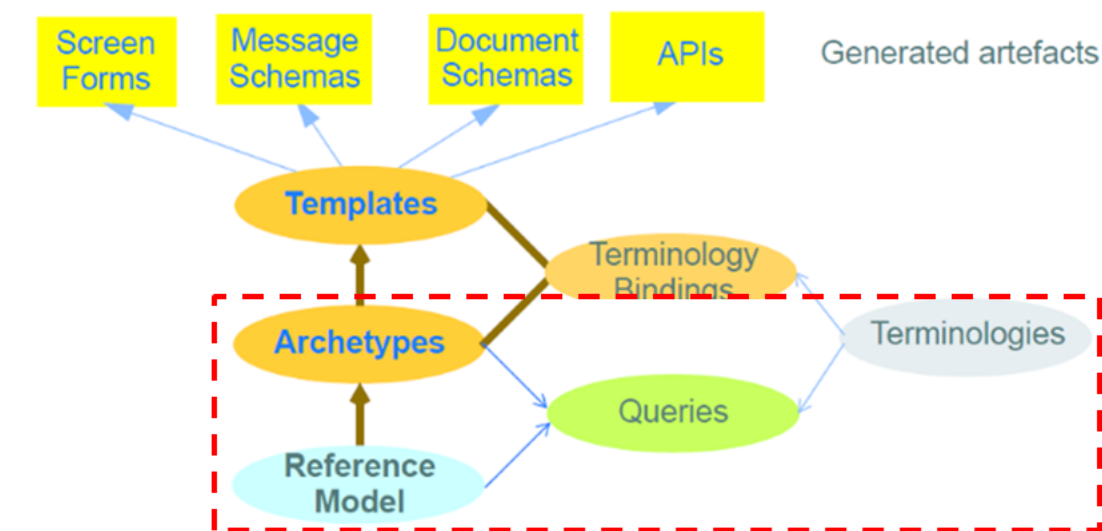 Screen
Forms
Message
Schemas
Document
Schemas
APIs
Generated artefacts
Templates
Terminology
Bindings
Archetypes
Terminologies
Queries
Reference
Model